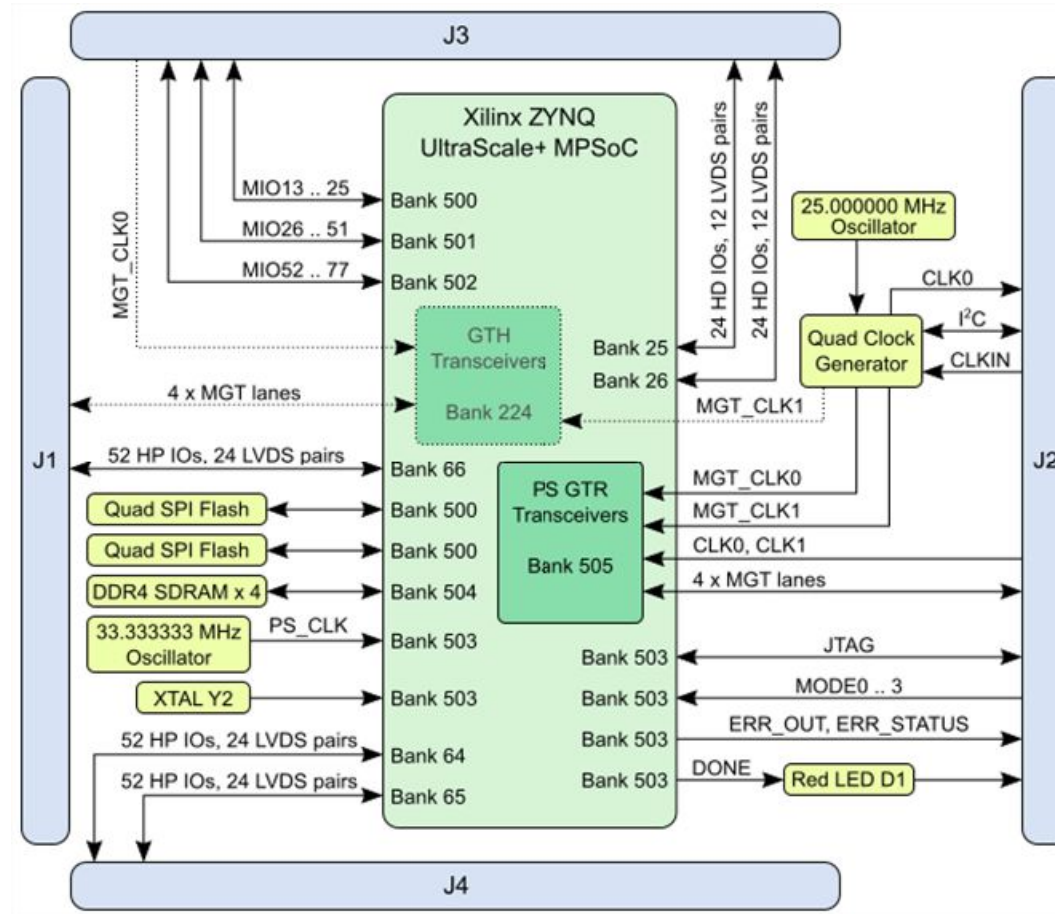 J3
J1
J2
J4
Xilinx ZYNQ
UltraScale+ MPSoC
MIO13 .. 25
Bank 500
MIO26 .. 51
Bank 501
MIO52 .. 77
Bank 502
MGT_CLK0
24 HD IOs, 12 LVDS pairs
24 HD IOs, 12 LVDS pairs
25.000000 MHz
Oscillator
CLK0
I²C
CLKIN
Quad Clock
Generator
GTH
Transceivers
Bank 224
Bank 25
Bank 26
4 x MGT lanes
MGT_CLK1
52 HP IOs, 24 LVDS pairs
Bank 66
Quad SPI Flash
Bank 500
Quad SPI Flash
Bank 500
DDR4 SDRAM x 4
Bank 504
33.333333 MHz
Oscillator
PS_CLK
Bank 503
XTAL Y2
Bank 503
52 HP IOs, 24 LVDS pairs
Bank 64
52 HP IOs, 24 LVDS pairs
Bank 65
PS GTR
Transceivers
Bank 505
MGT_CLK0
MGT_CLK1
CLK0, CLK1
4 x MGT lanes
Bank 503
JTAG
Bank 503
MODE0 .. 3
Bank 503
ERR_OUT, ERR_STATUS
Bank 503
DONE
Red LED D1